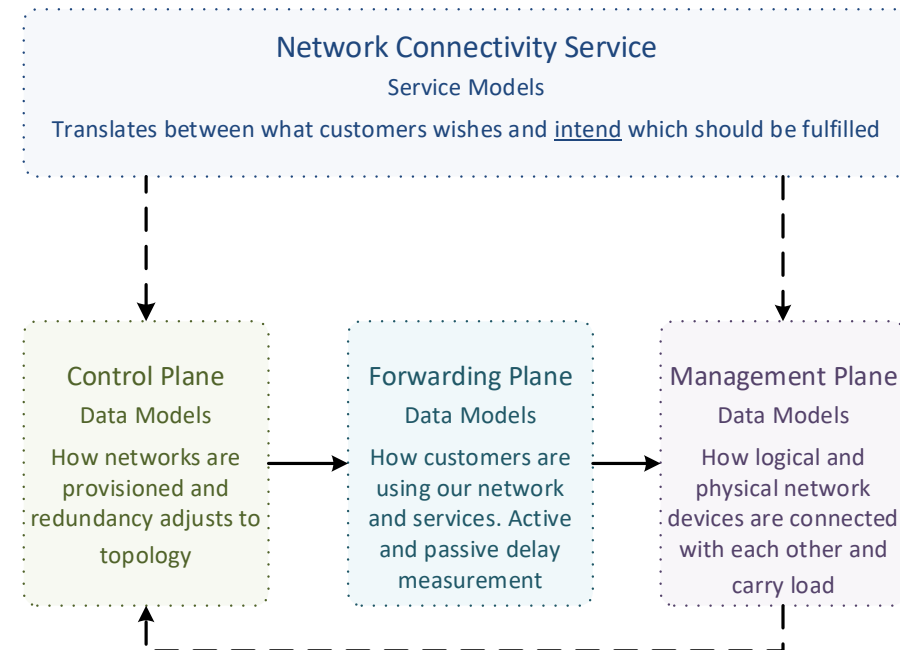 Network Connectivity Service
Service Models
Translates between what customers wishes and intend which should be fulfilled
Control Plane
Data Models
How networks are
provisioned and
redundancy adjusts to
topology
Forwarding Plane
Data Models
How customers are
using our network
and services. Active
and passive delay
measurement
Management Plane
Data Models
How logical and
physical network
devices are connected
with each other and
carry load